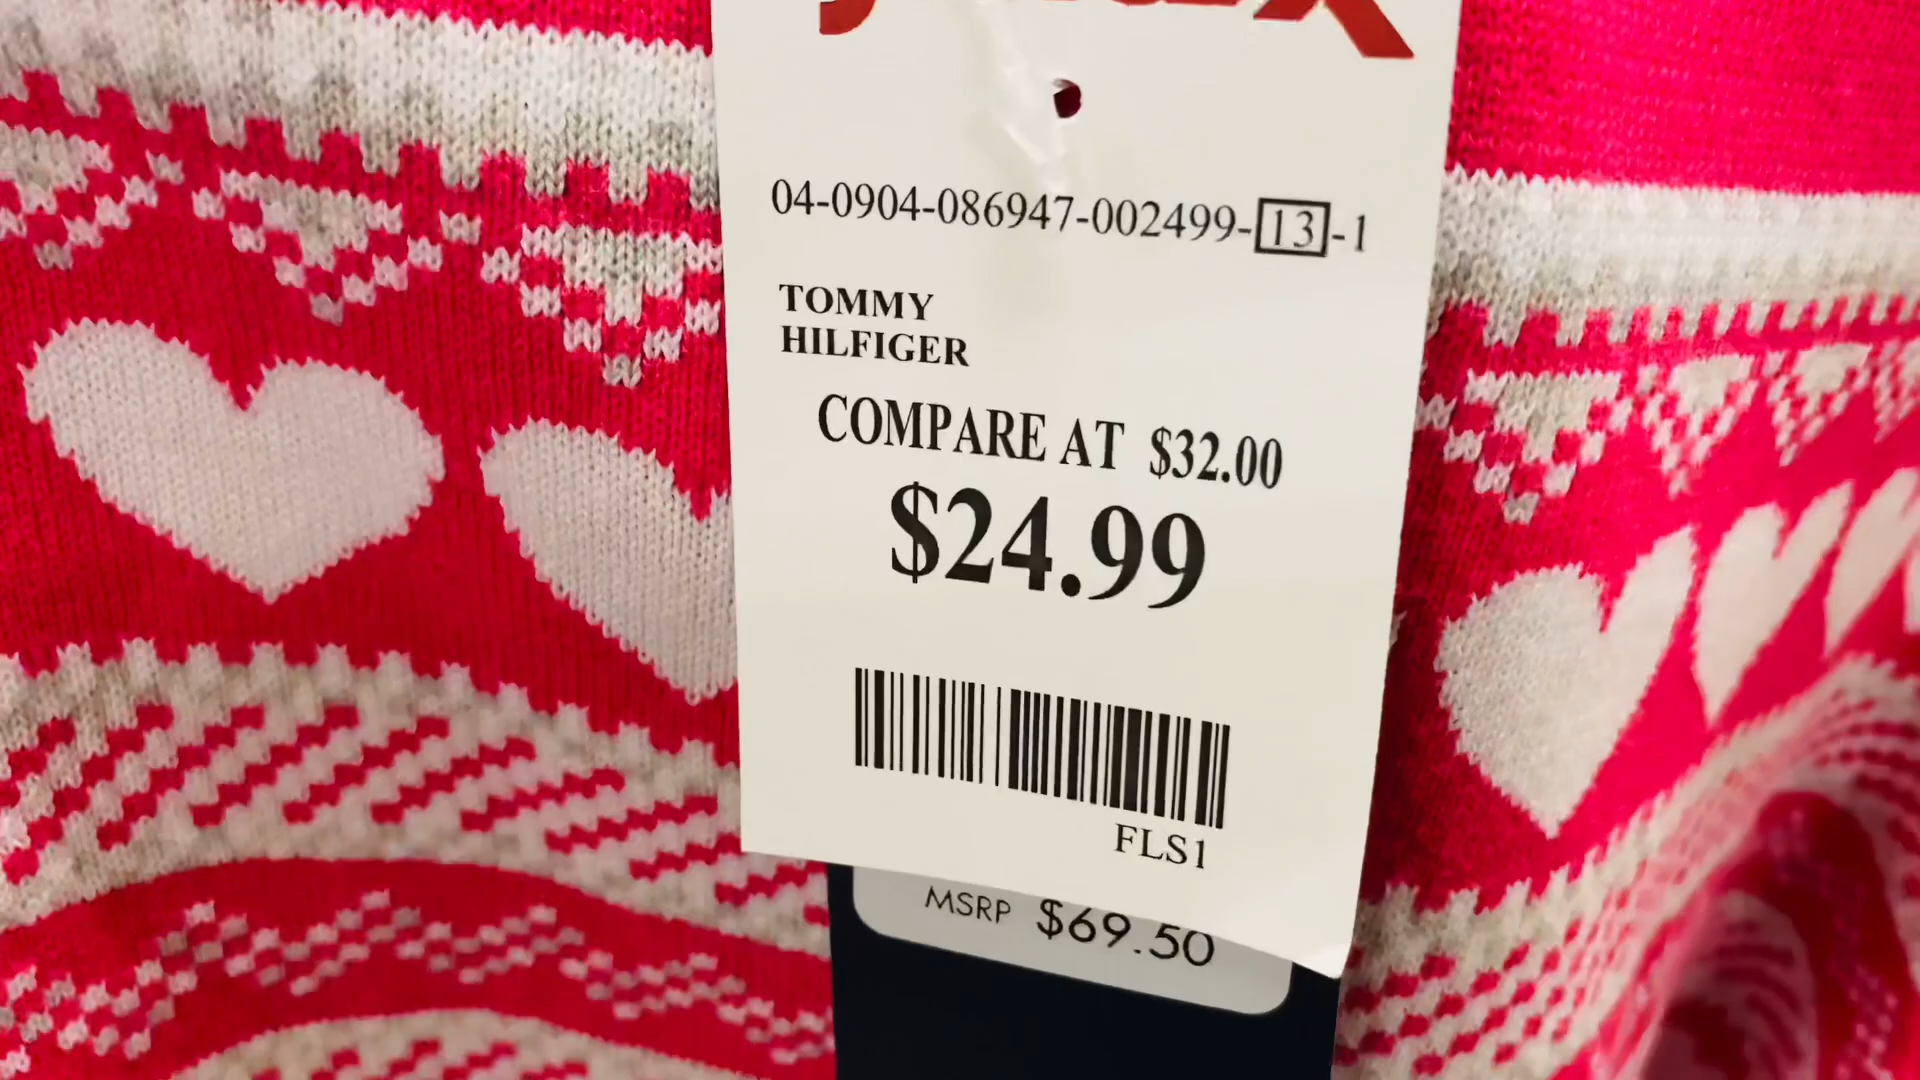 04-0904-086947-002499-13-1
TOMMY
HILFIGER
COMPARE AT $32.00
$24.99
FLS1
MSRP $69.50